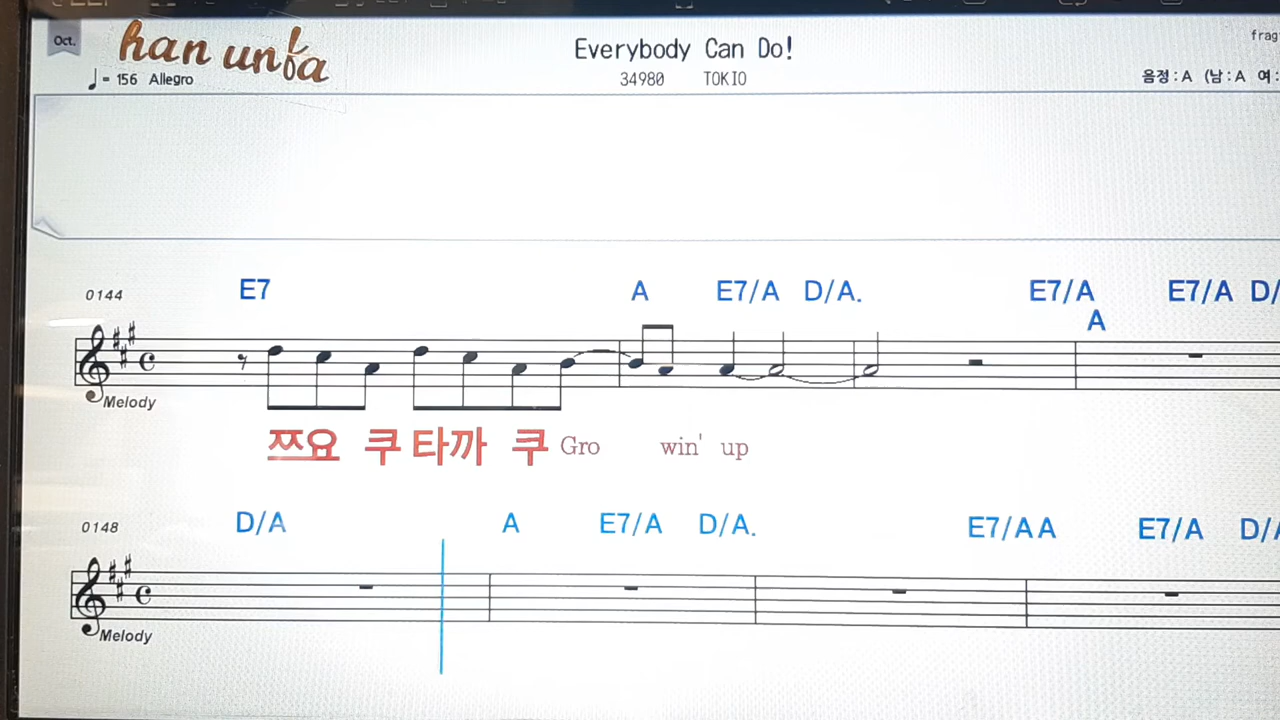 Oct.
han unfa
Everybody Can Do!
♩= 156 Allegro
34980 TOKIO
음정:A (남:A 여:
E7 A E7/A D/A. E7/A A E7/A D/
0144
Melody
쯔요 쿠 타까 쿠 Gro win' up
D/A A E7/A D/A. E7/A A E7/A D/A
0148
Melody